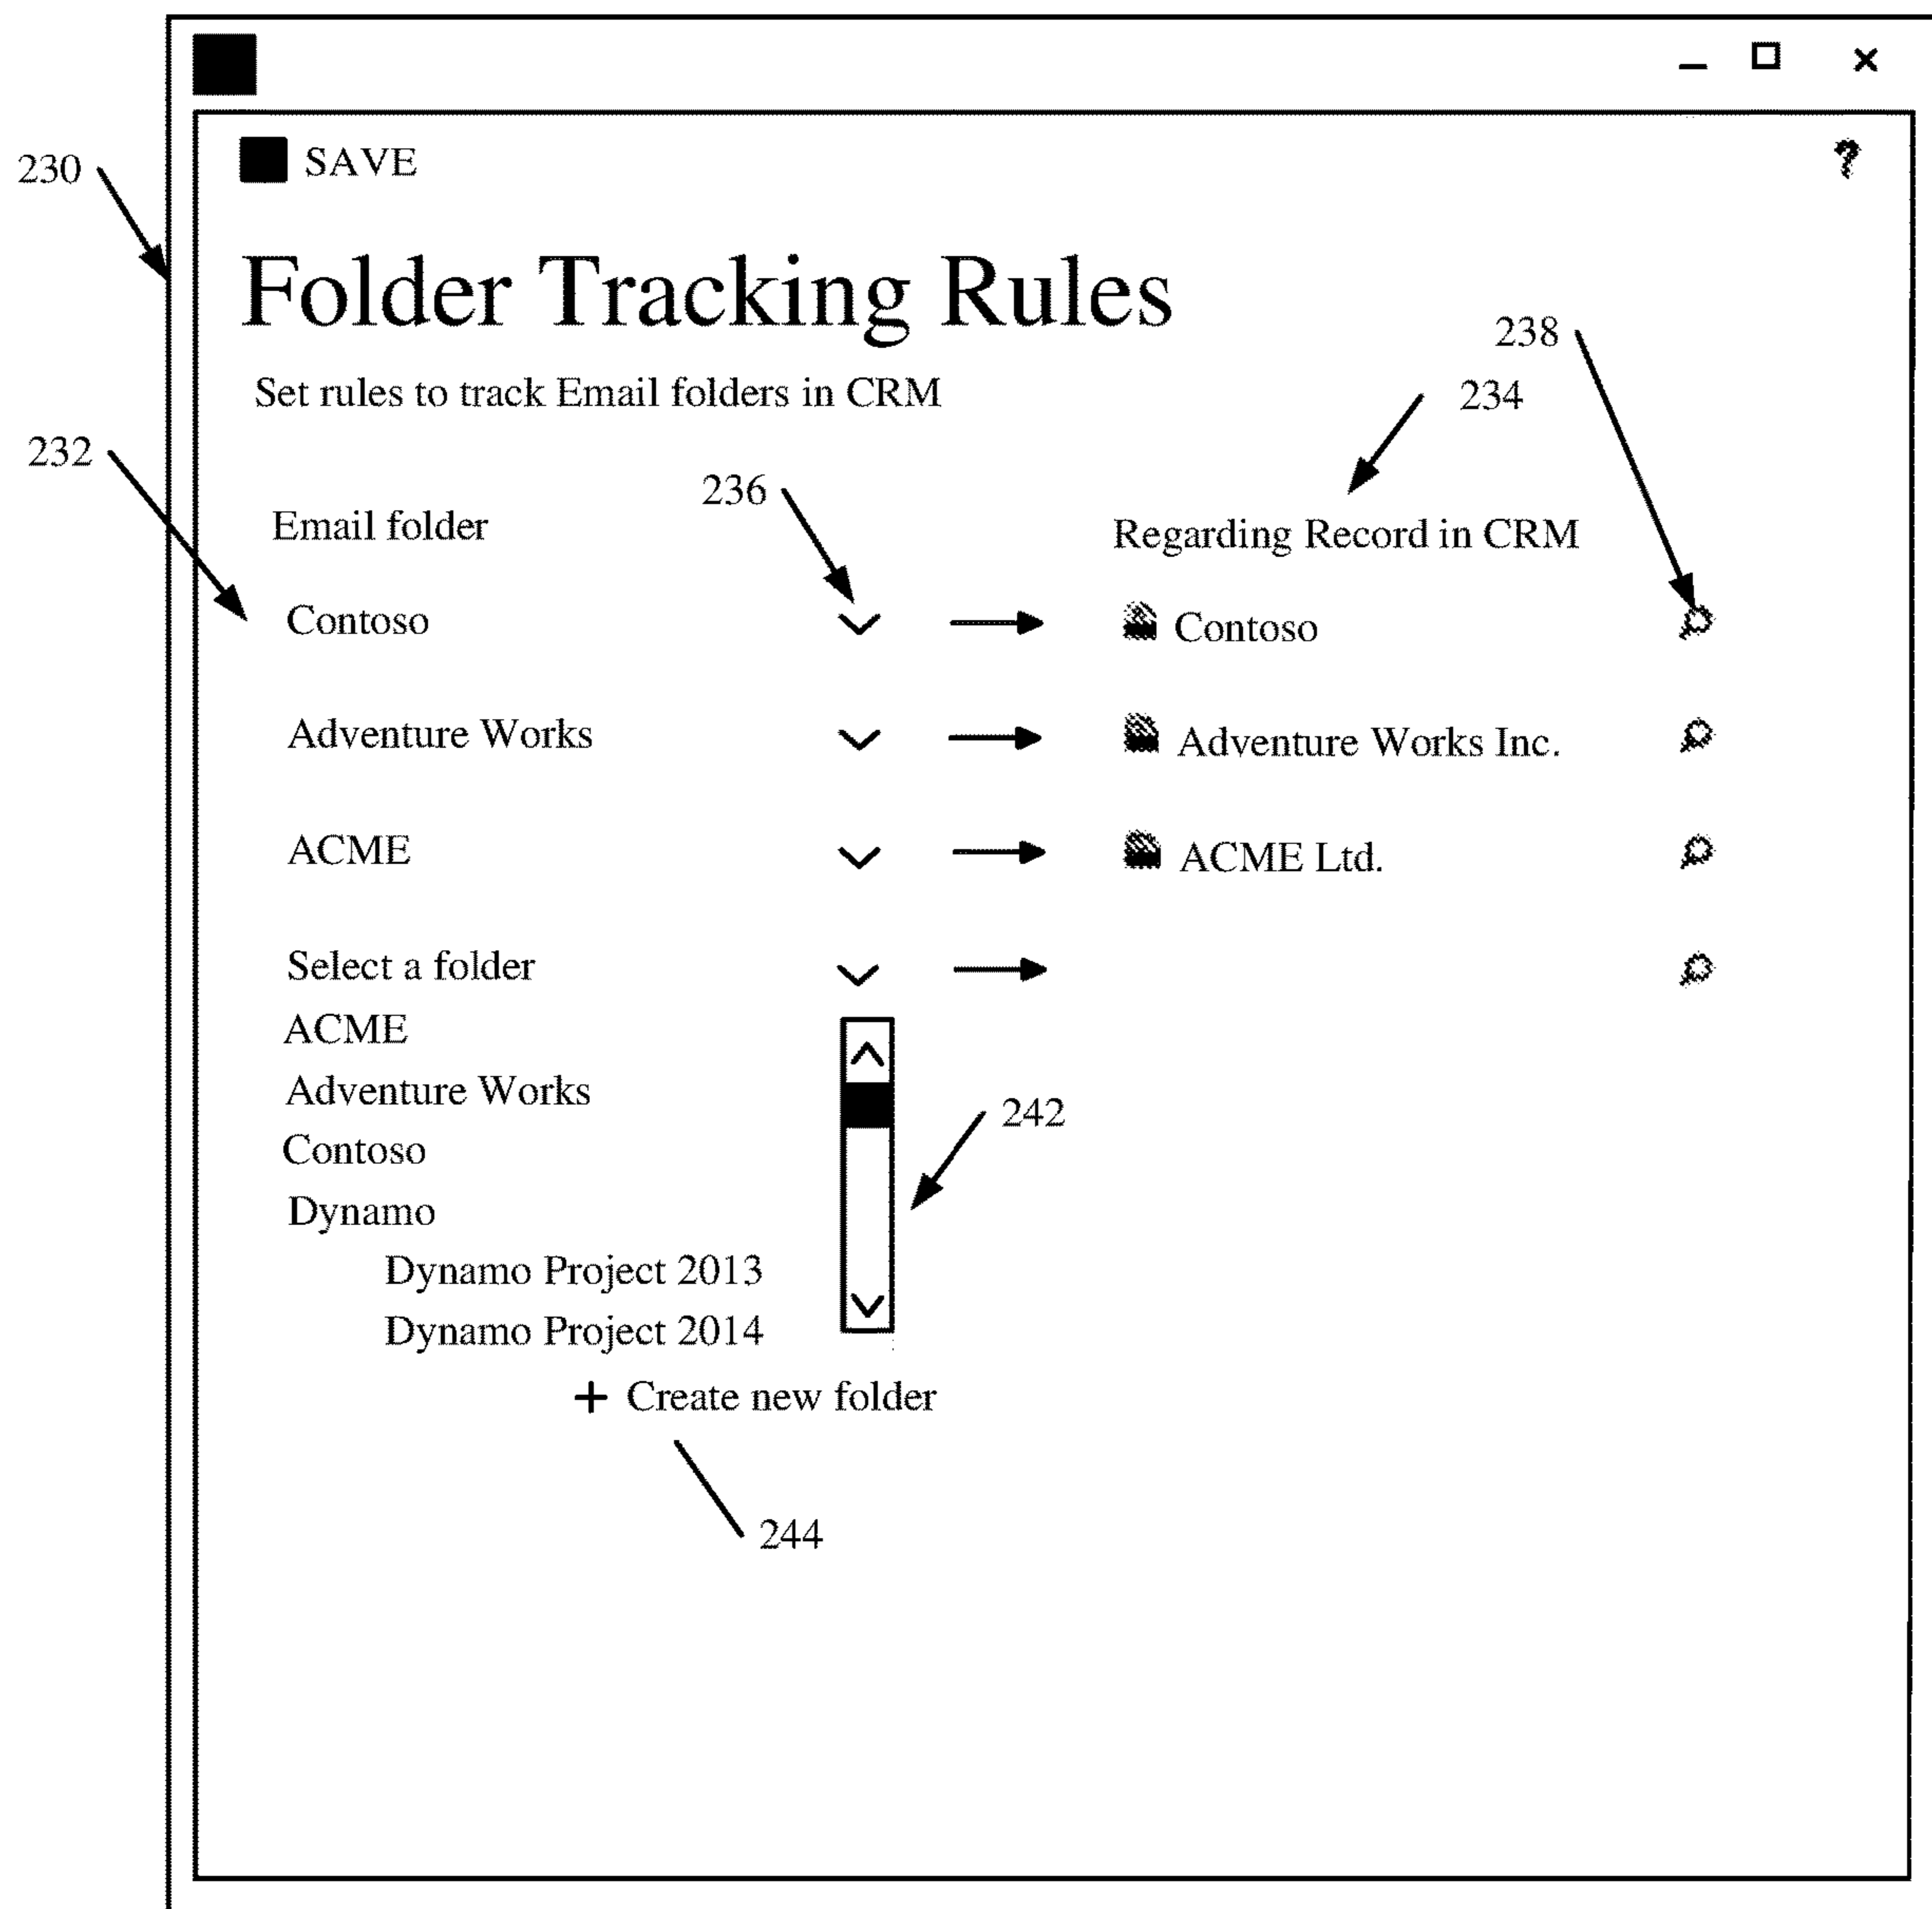 SAVE ?
230
Folder Tracking Rules
238
Set rules to track Email folders in CRM
234
232
236
Email folder
Regarding Record in CRM
Contoso
Contoso
Adventure Works
Adventure Works Inc.
ACME
ACME Ltd.
Select a folder
ACME
Adventure Works
242
Contoso
Dynamo
Dynamo Project 2013
Dynamo Project 2014
+ Create new folder
244